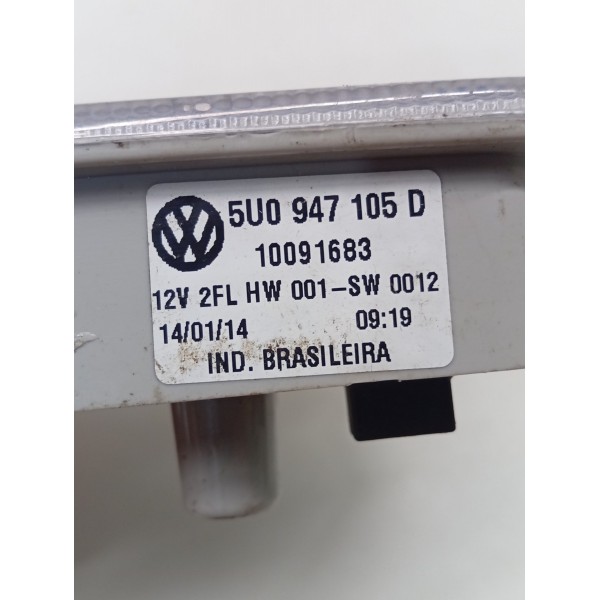 5U0 947 105 D
10091683
12V 2FL HW 001-SW 0012
14/01/14 09:19
IND. BRASILEIRA